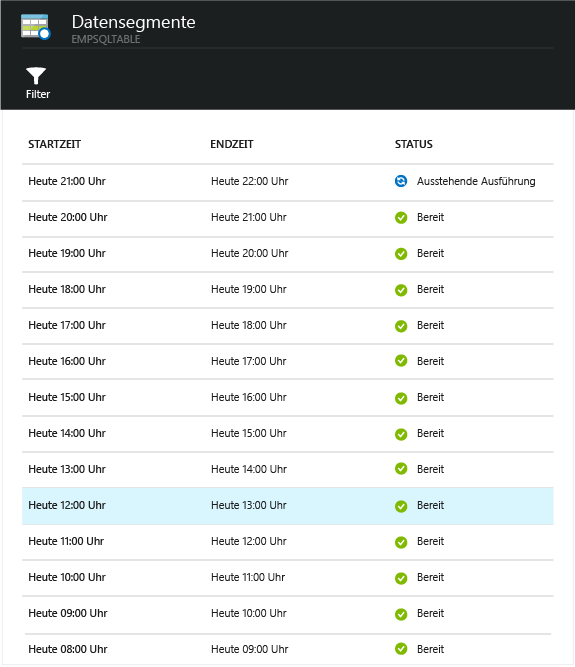 Datensegmente
EMPSQLTABLE
Filter
STARTZEIT ENDZEIT STATUS
Heute 21:00 Uhr Heute 22:00 Uhr Ausstehende Ausführung
Heute 20:00 Uhr Heute 21:00 Uhr Bereit
Heute 19:00 Uhr Heute 20:00 Uhr Bereit
Heute 18:00 Uhr Heute 19:00 Uhr Bereit
Heute 17:00 Uhr Heute 18:00 Uhr Bereit
Heute 16:00 Uhr Heute 17:00 Uhr Bereit
Heute 15:00 Uhr Heute 16:00 Uhr Bereit
Heute 14:00 Uhr Heute 15:00 Uhr Bereit
Heute 13:00 Uhr Heute 14:00 Uhr Bereit
Heute 12:00 Uhr Heute 13:00 Uhr Bereit
Heute 11:00 Uhr Heute 12:00 Uhr Bereit
Heute 10:00 Uhr Heute 11:00 Uhr Bereit
Heute 09:00 Uhr Heute 10:00 Uhr Bereit
Heute 08:00 Uhr Heute 09:00 Uhr Bereit